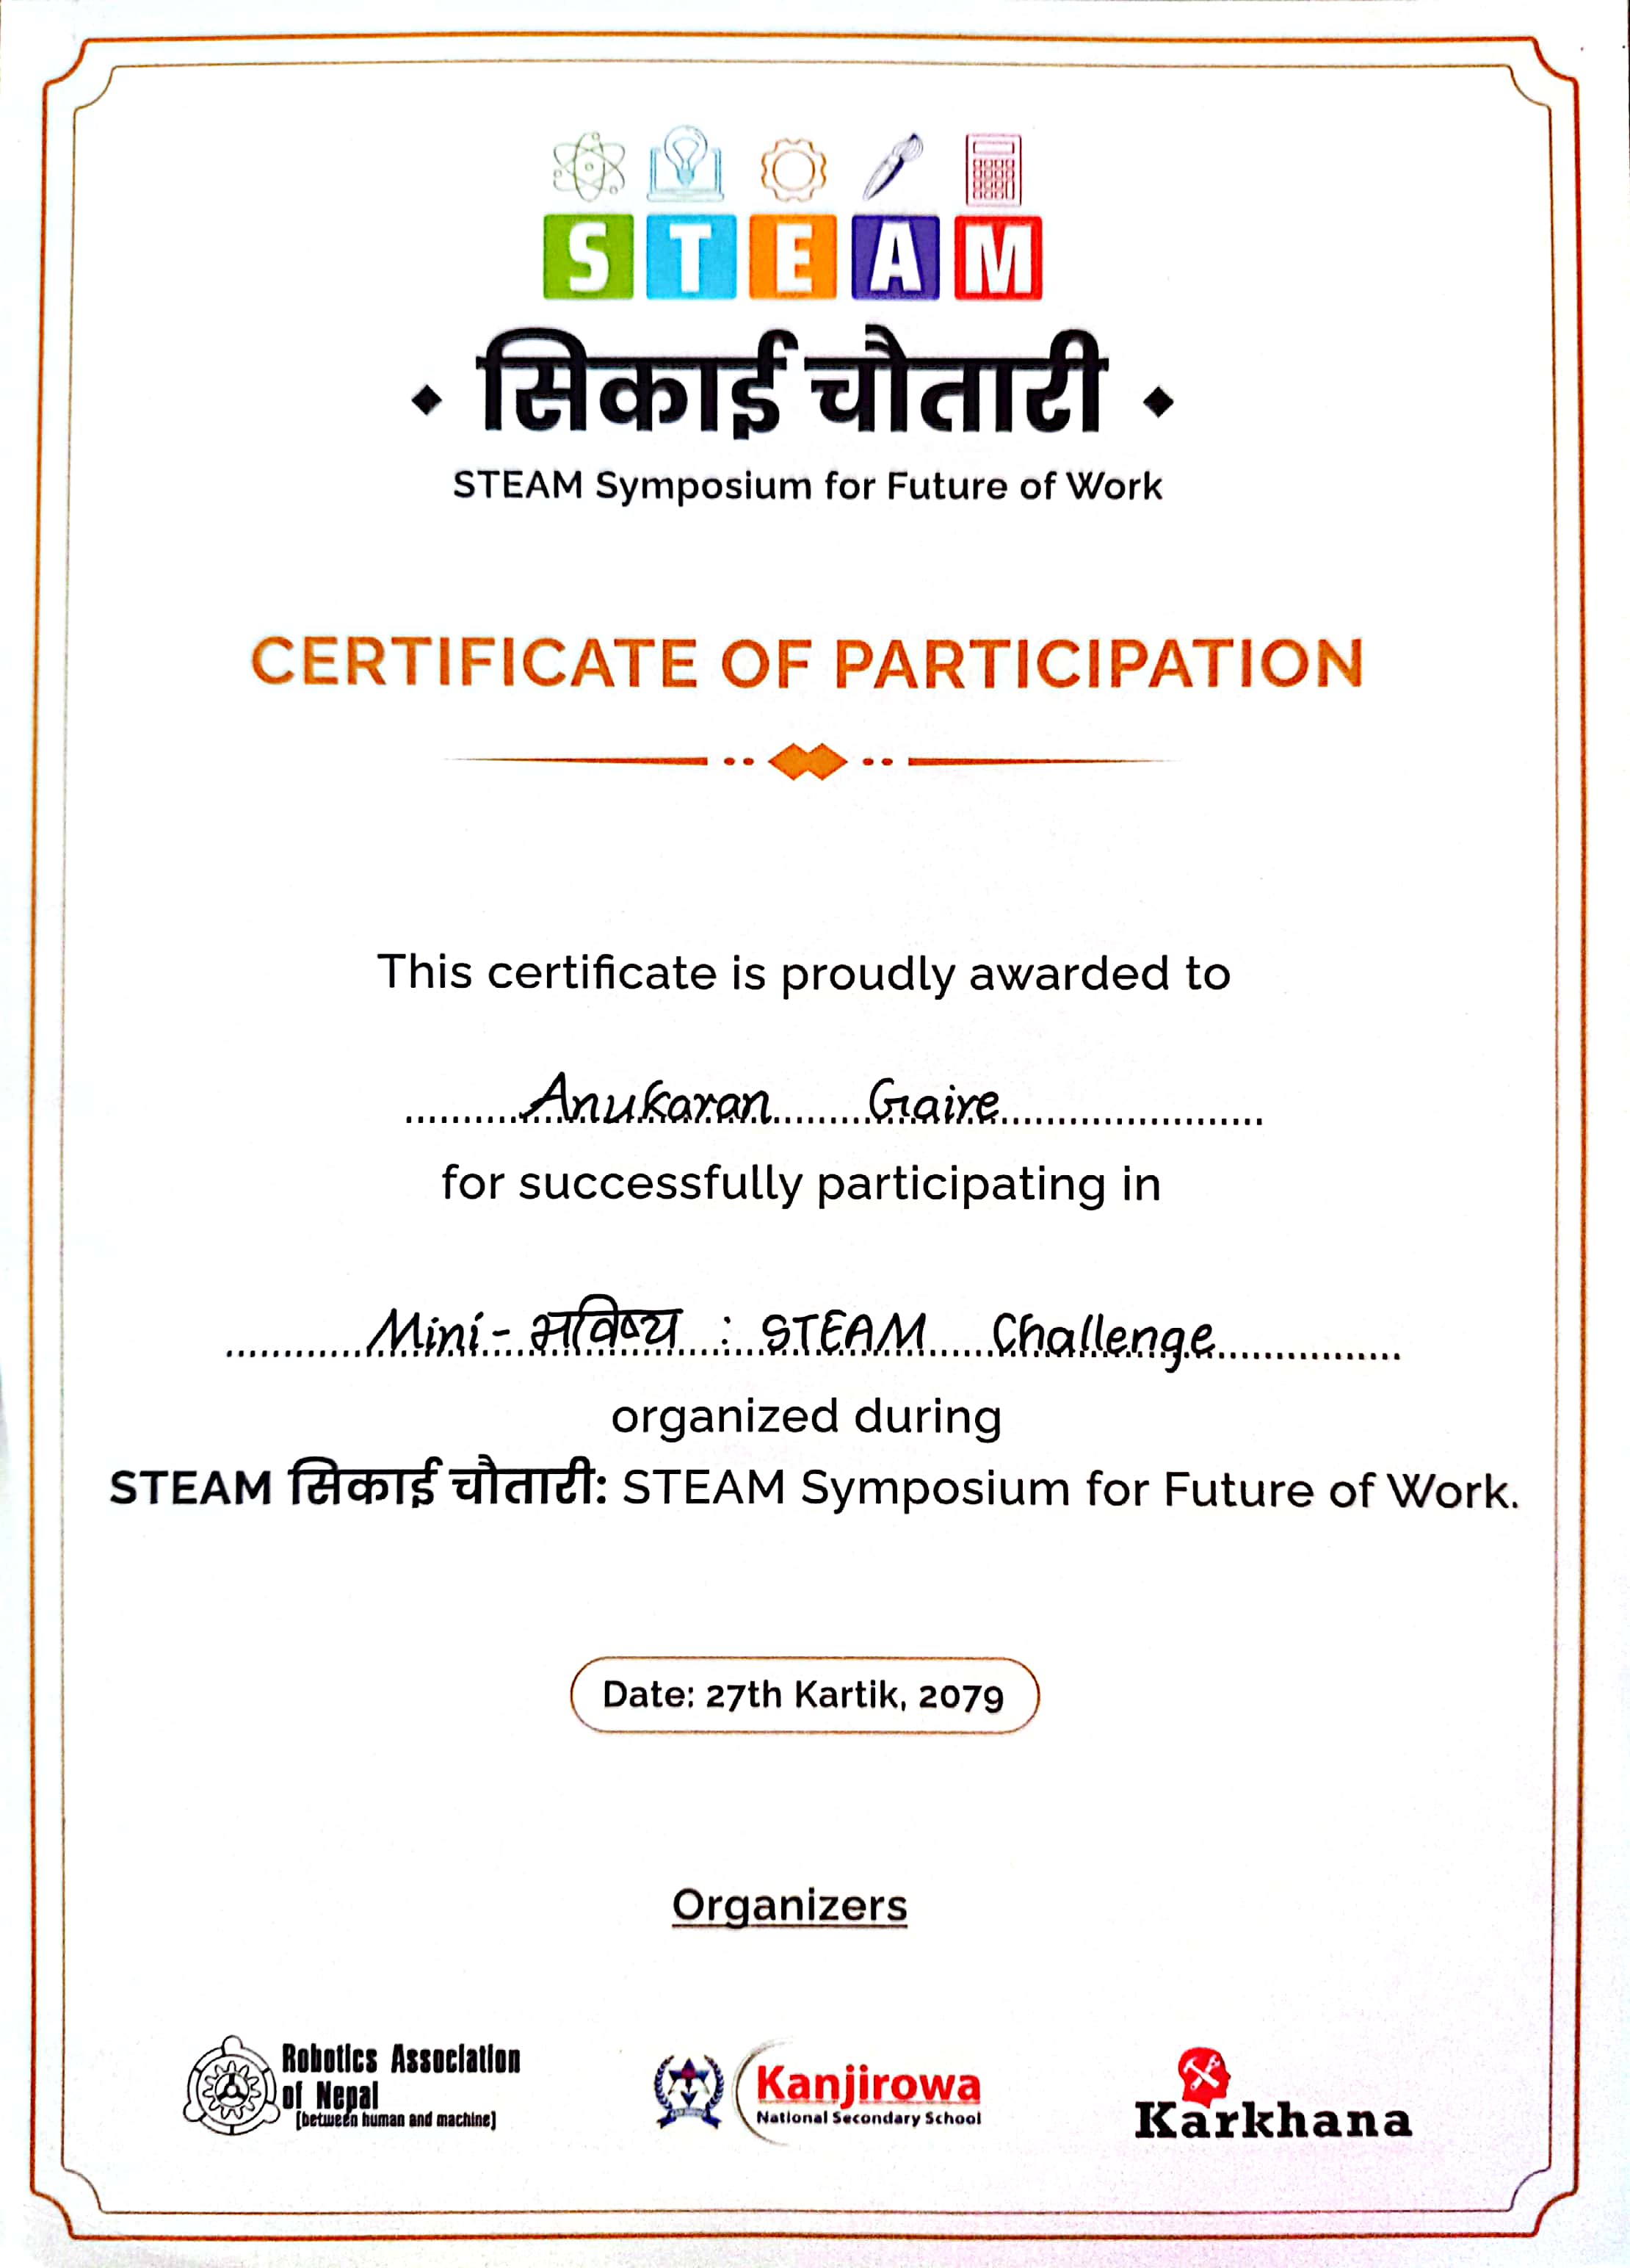 STEAM
सिकाई चौतारी
STEAM Symposium for Future of Work
CERTIFICATE OF PARTICIPATION
This certificate is proudly awarded to
Anukaran Gaire
for successfully participating in
Mini-भविष्य : STEAM Challenge
organized during
STEAM सिकाई चौतारी: STEAM Symposium for Future of Work.
Date: 27th Kartik, 2079
Organizers
Robotics Association
of Nepal
[between human and machine]
Kanjirowa
National Secondary School
Karkhana